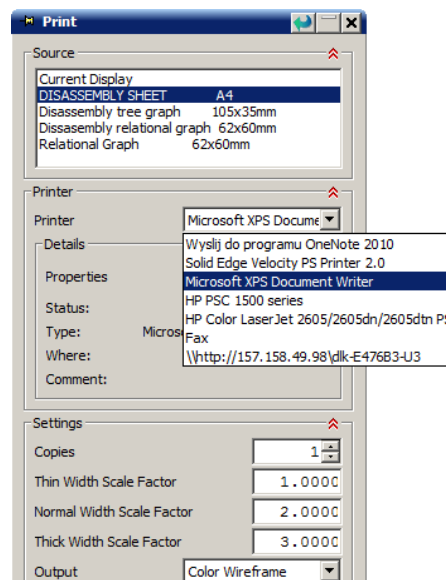 Print
Source
Current Display
DISASSEMBLY SHEET A4
Disassembly tree graph 105x35mm
Dissasembly relational graph 62x60mm
Relational Graph 62x60mm
Printer
Printer Microsoft XPS Docume
Details
Wyslij do programu OneNote 2010
Solid Edge Velocity PS Printer 2.0
Properties
Microsoft XPS Document Writer
Status:
HP PSC 1500 series
HP Color LaserJet 2605/2605dn/2605dtn PS
Type: Micros
Fax
Where:
\\http://157.158.49.98\dlk-E476B3-U3
Comment:
Settings
Copies 1
Thin Width Scale Factor 1.0000
Normal Width Scale Factor 2.0000
Thick Width Scale Factor 3.0000
Output Color Wireframe